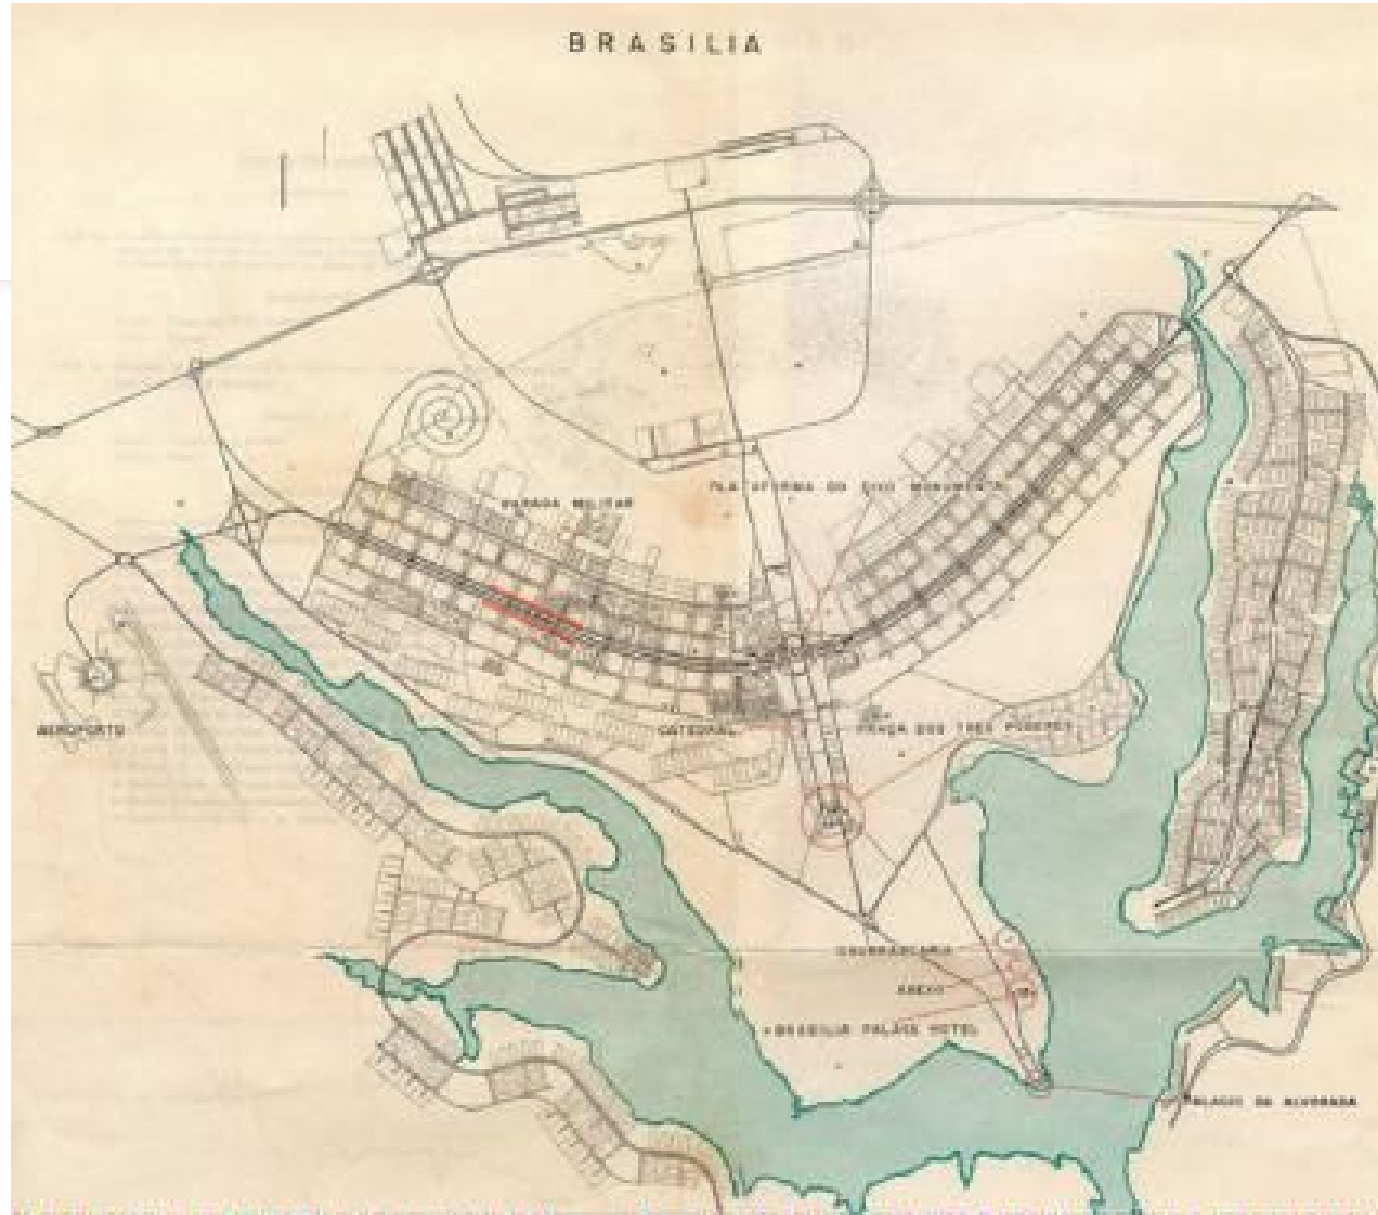 BRASILIA
PARADA MILITAR
PLATAFORMA DO EIXO MONUMENTAL
AEROPORTO
CATEDRAL
PRAÇA DOS TRES PODERES
CHURRASCARIA
ANEXO
BRASILIA PALACE HOTEL
PALACIO DA ALVORADA